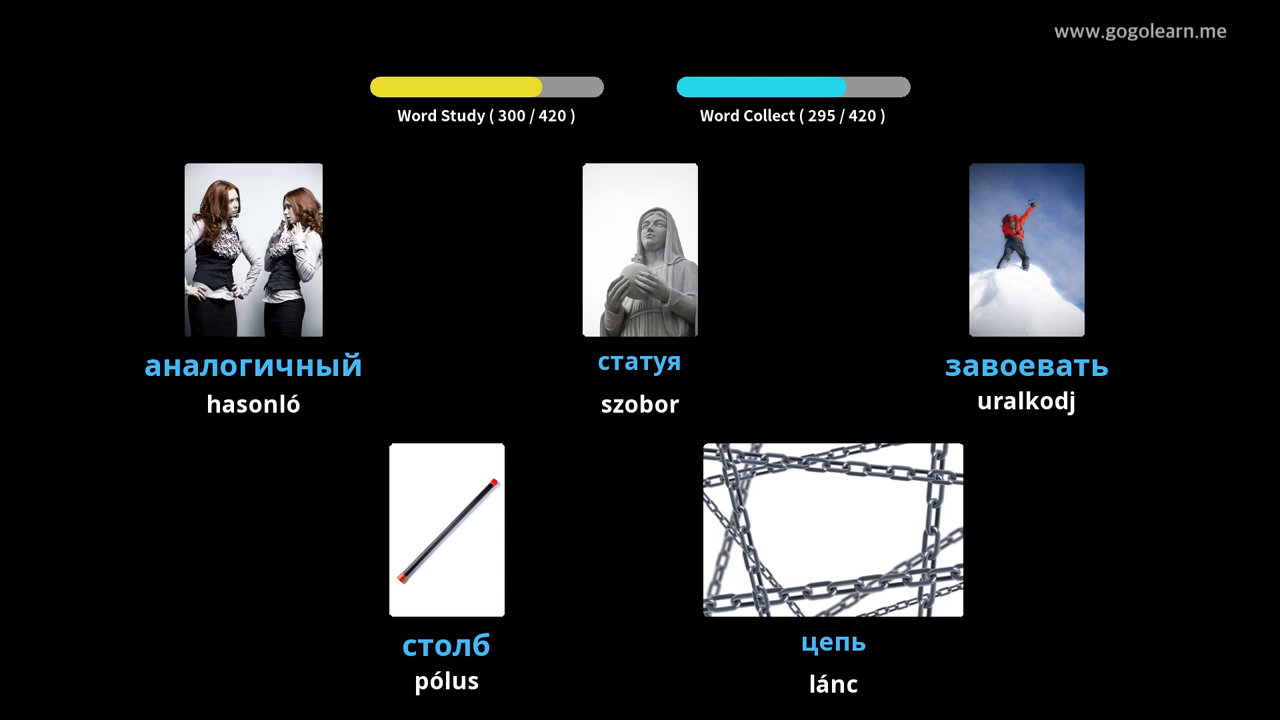 www.gogolearn.me
Word Study ( 300 / 420 )
Word Collect ( 295 / 420 )
аналогичный
статуя
завоевать
hasonló
szobor
uralkodj
столб
цепь
pólus
lánc